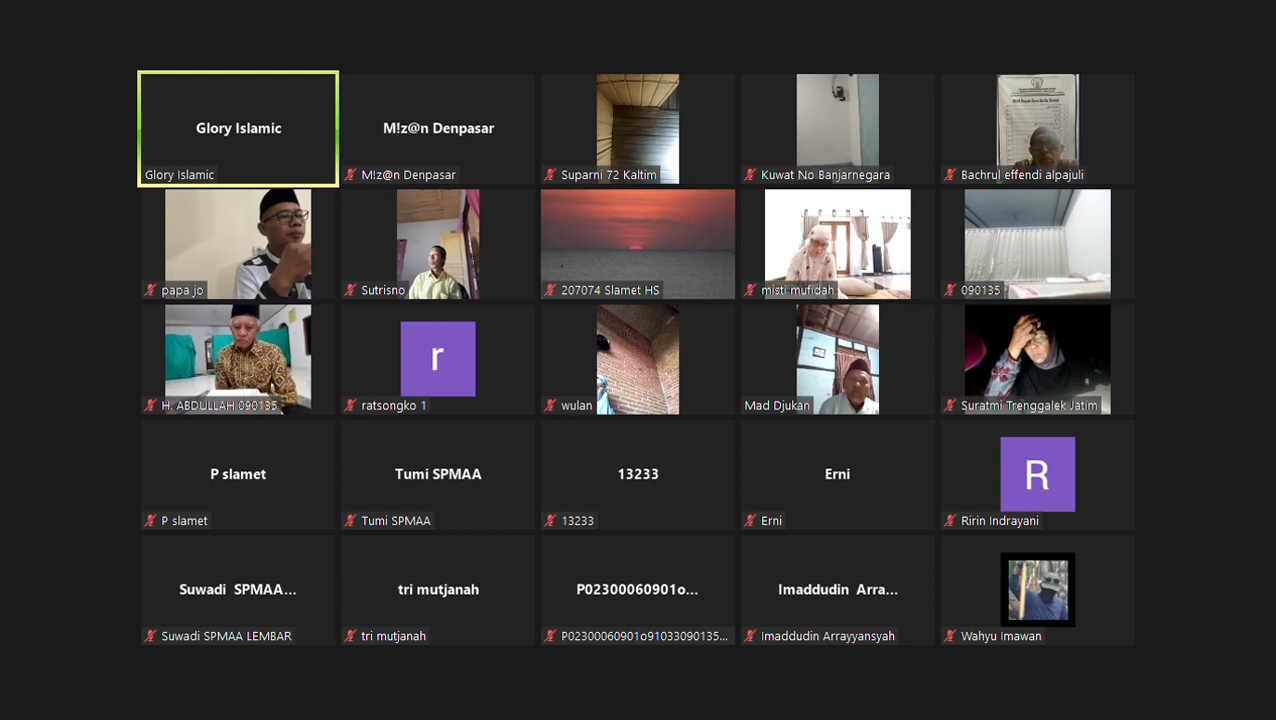 Glory Islamic
Glory Islamic
M!z@n Denpasar
M!z@n Denpasar
Suparni 72 Kaltim
Kuwat No Banjarnegara
Bachrul effendi alpajuli
papa jo
Sutrisno
207074 Slamet HS
misti mufidah
090135
H. ABDULLAH 090135
r
ratsongko 1
wulan
Mad Djukan
Suratmi Trenggalek Jatim
P slamet
P slamet
Tumi SPMAA
Tumi SPMAA
13233
13233
Erni
Erni
R
Ririn Indrayani
Suwadi SPMAA...
Suwadi SPMAA LEMBAR
tri mutjanah
tri mutjanah
P02300060901o...
P02300060901o91033090135...
Imaddudin Arra...
Imaddudin Arrayyansyah
Wahyu Imawan